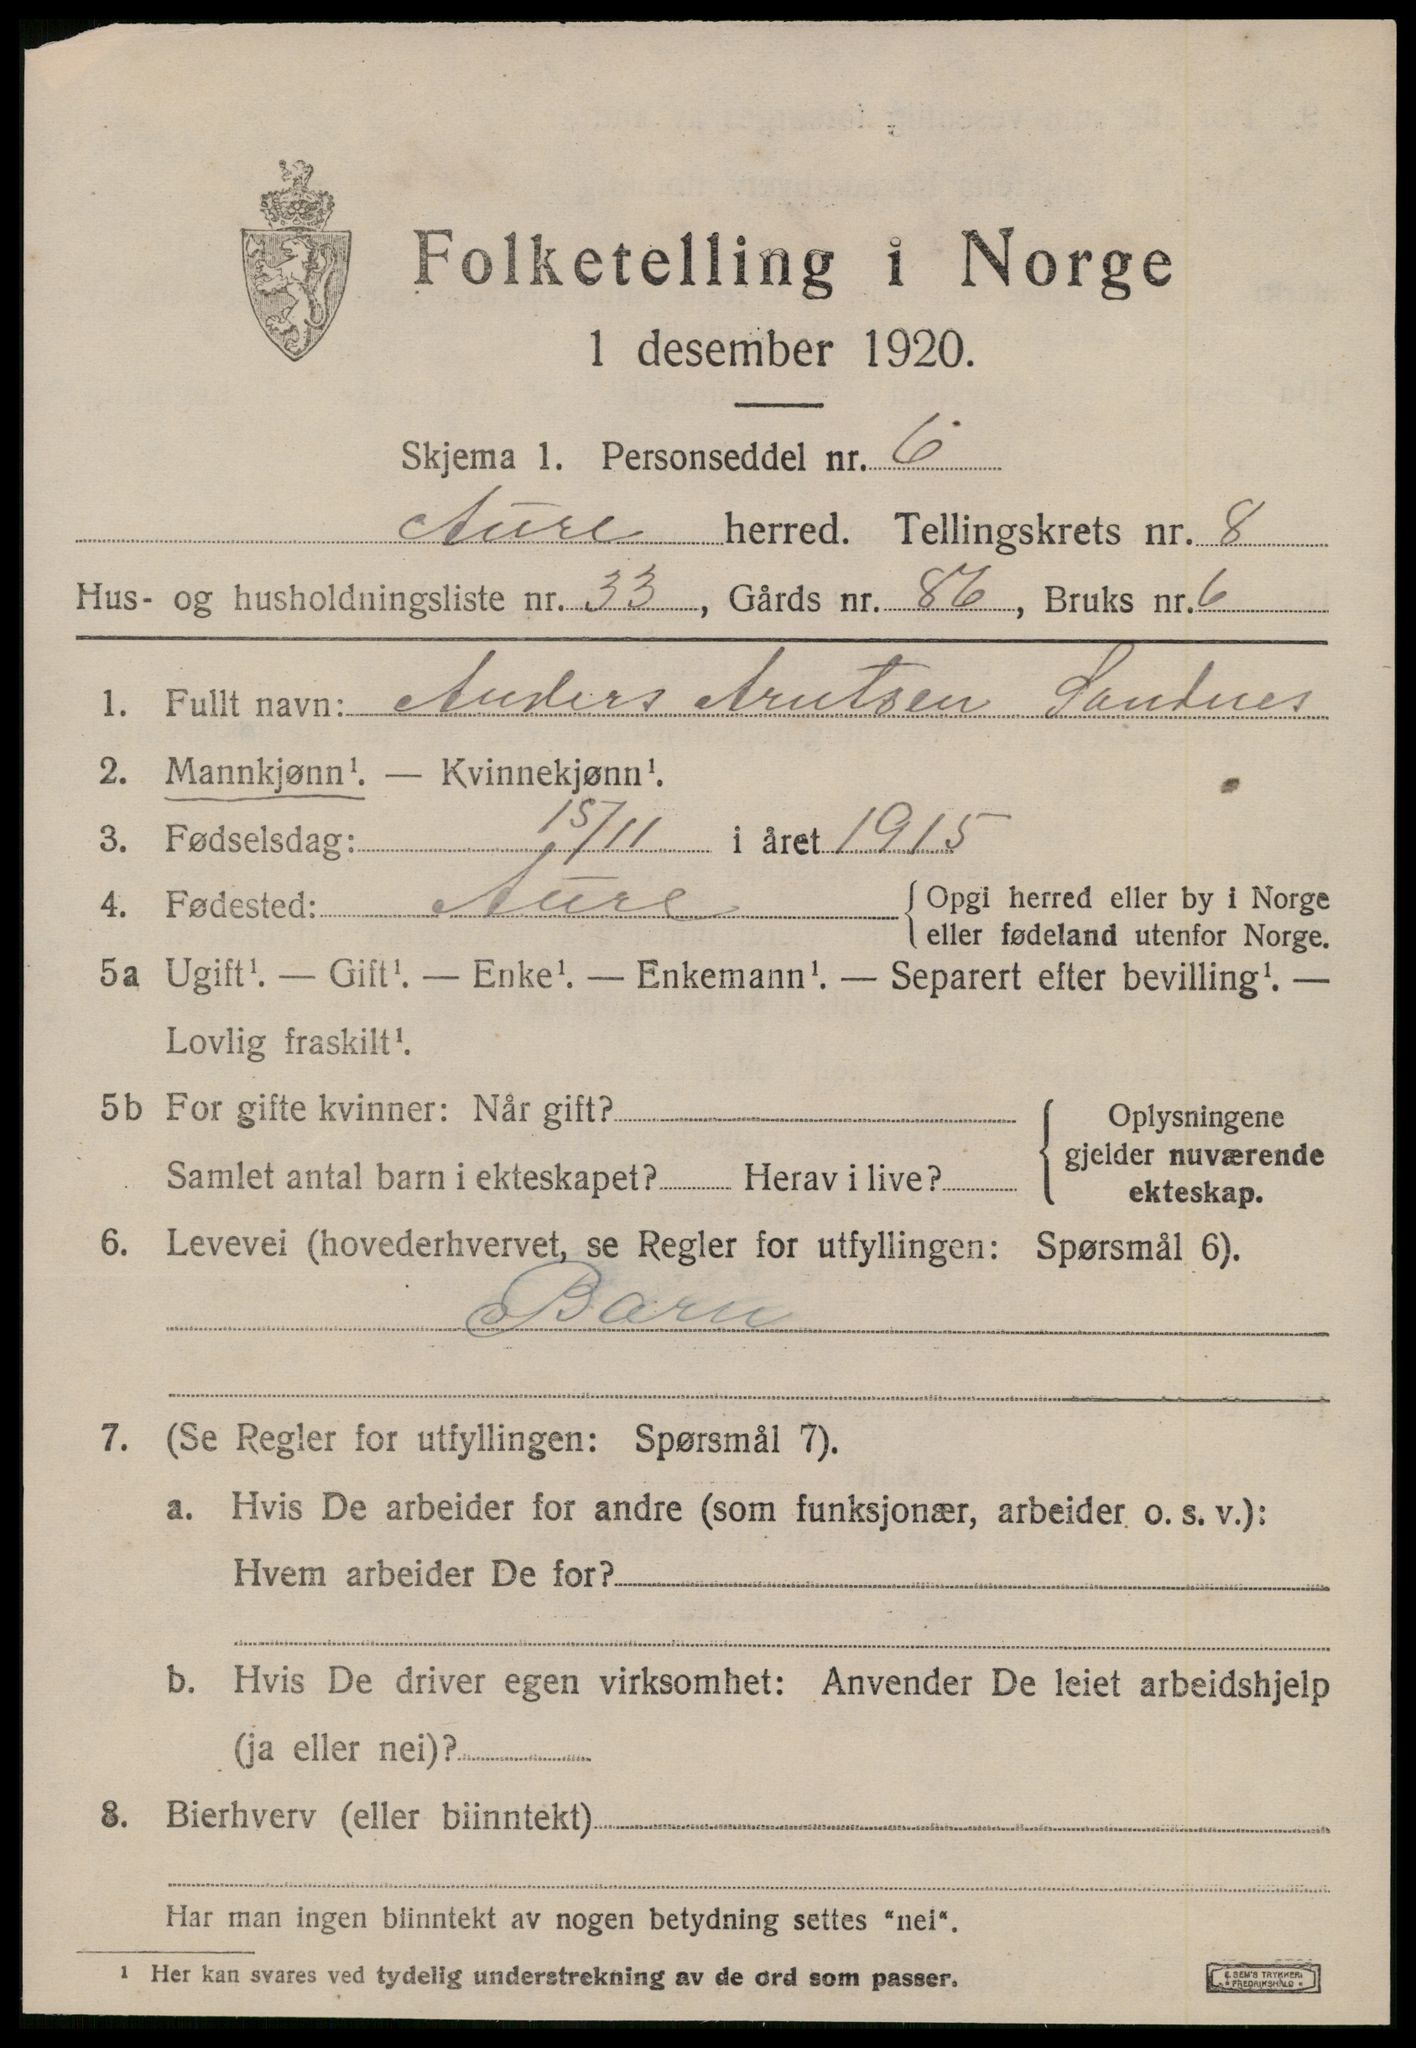 Folketelling i Norge
1 desember 1920.
Skjema 1. Personseddel nr. 6
Aure herred. Tellingskrets nr. 8
Hus- og husholdningsliste nr. 33, Gårds nr. 86, Bruks nr. 6
1. Fullt navn: Anders Arntsen Sandnes
2. Mannkjønn¹. — Kvinnekjønn¹.
3. Fødselsdag: 15/11 i året 1915
4. Fødested: Aure { Opgi herred eller by i Norge
eller fødeland utenfor Norge.
5a Ugift¹. — Gift¹. — Enke¹. — Enkemann¹. — Separert efter bevilling¹. —
Lovlig fraskilt¹.
5b For gifte kvinner: Når gift?
Samlet antal barn i ekteskapet? Herav i live?
Oplysningene
gjelder nuværende
ekteskap.
6. Levevei (hovederhvervet, se Regler for utfyllingen: Spørsmål 6).
Barn
7. (Se Regler for utfyllingen: Spørsmål 7).
a. Hvis De arbeider for andre (som funksjonær, arbeider o. s. v.):
Hvem arbeider De for?
b. Hvis De driver egen virksomhet: Anvender De leiet arbeidshjelp
(ja eller nei)?
8. Bierhverv (eller biinntekt)
Har man ingen biinntekt av nogen betydning settes "nei".
¹ Her kan svares ved tydelig understrekning av de ord som passer.
E. SEM'S TRYKKERI
FREDRIKSHALD